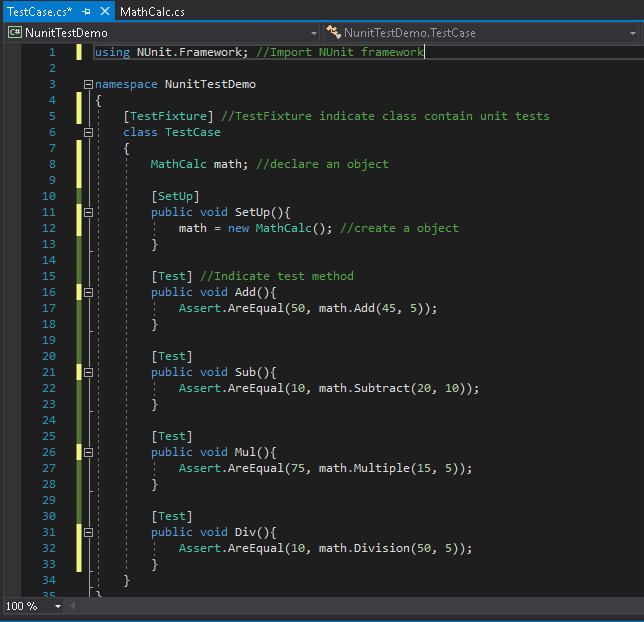 TestCase.cs* MathCalc.cs
C# NunitTestDemo NunitTestDemo.TestCase
1 using NUnit.Framework; //Import NUnit framework
2
3 namespace NunitTestDemo
4 {
5 [TestFixture] //TestFixture indicate class contain unit tests
6 class TestCase
7 {
8 MathCalc math; //declare an object
9
10 [SetUp]
11 public void SetUp(){
12 math = new MathCalc(); //create a object
13 }
14
15 [Test] //Indicate test method
16 public void Add(){
17 Assert.AreEqual(50, math.Add(45, 5));
18 }
19
20 [Test]
21 public void Sub(){
22 Assert.AreEqual(10, math.Subtract(20, 10));
23 }
24
25 [Test]
26 public void Mul(){
27 Assert.AreEqual(75, math.Multiple(15, 5));
28 }
29
30 [Test]
31 public void Div(){
32 Assert.AreEqual(10, math.Division(50, 5));
33 }
34 }
35 }
100 %